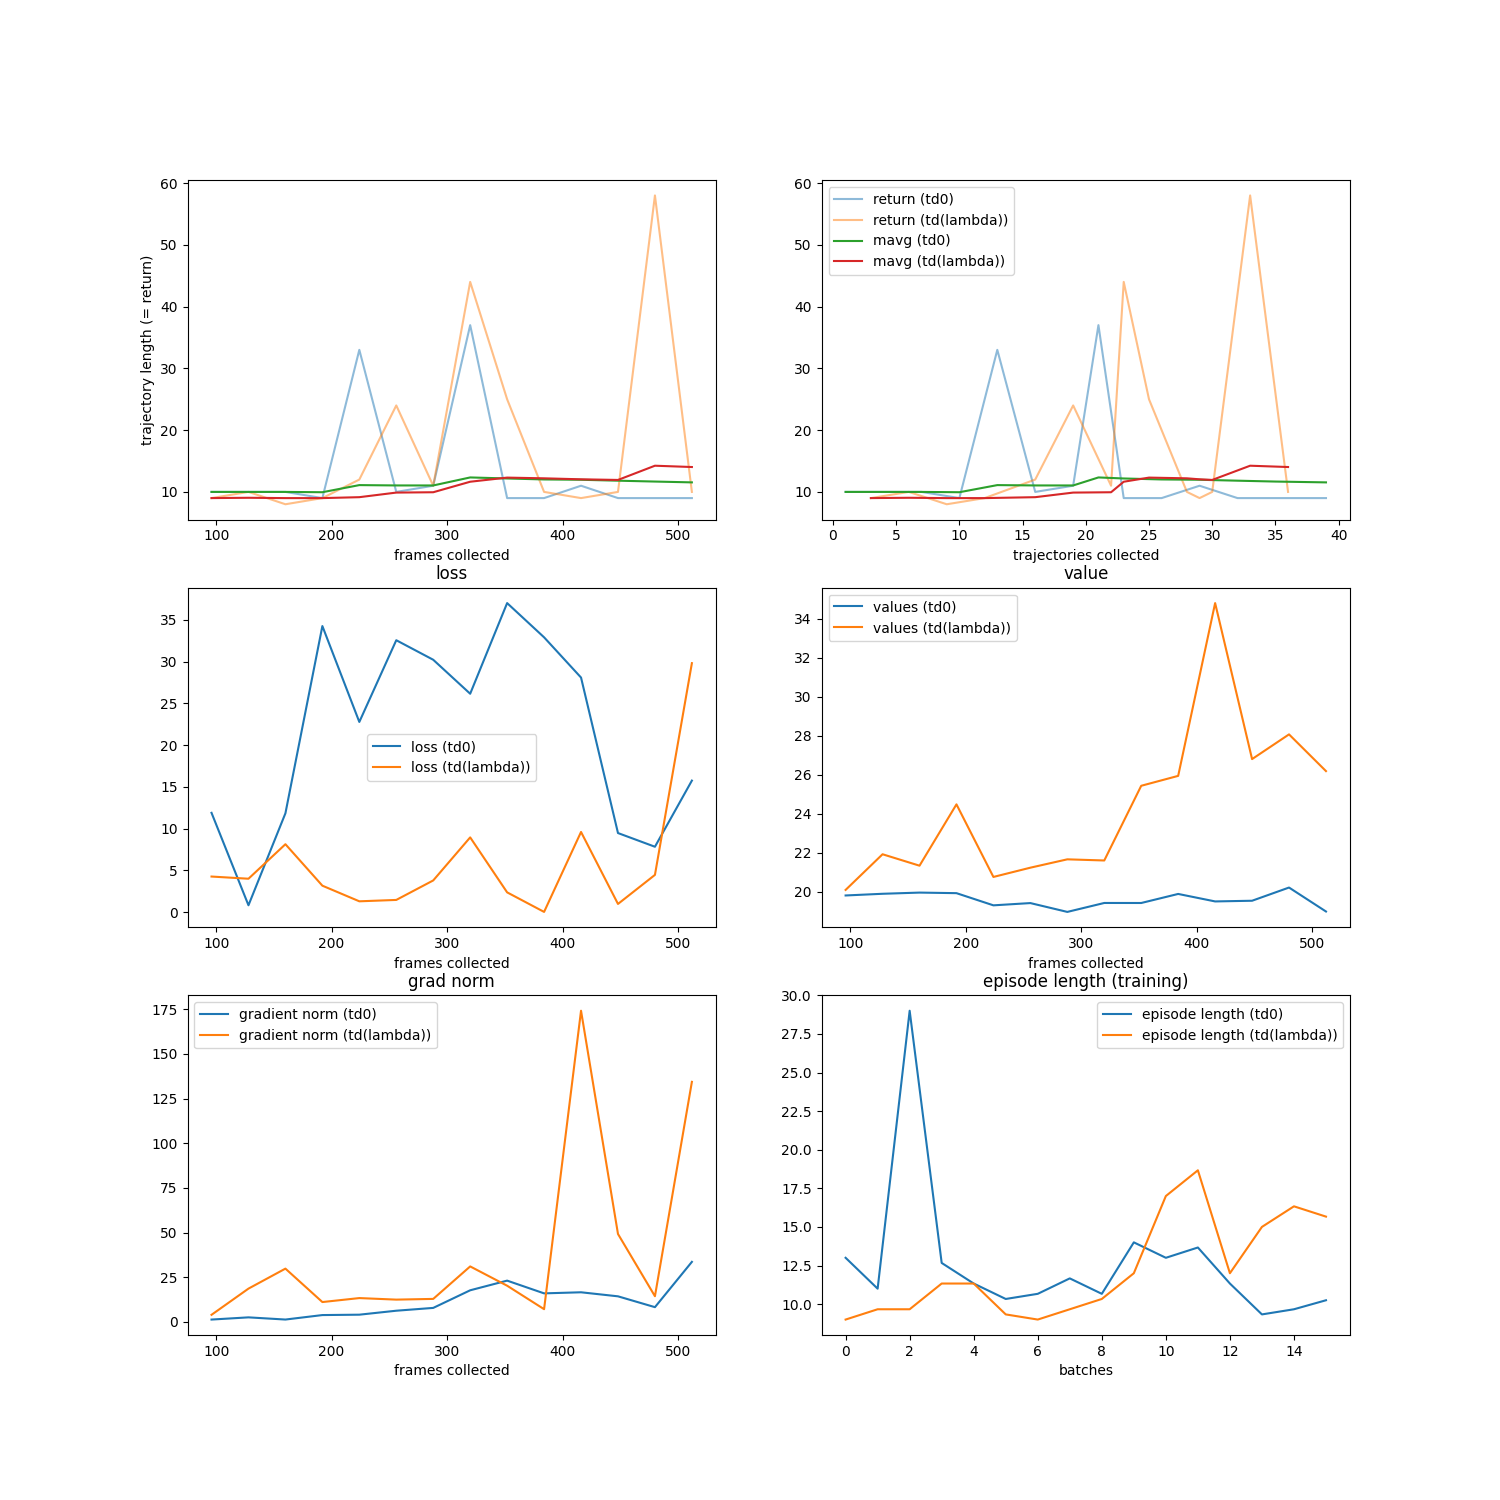 60
50
40
30
20
10
trajectory length (= return)
100 200 300 400 500
frames collected
60
50
40
30
20
10
return (td0)
return (td(lambda))
mavg (td0)
mavg (td(lambda))
0 5 10 15 20 25 30 35 40
trajectories collected
loss
35
30
25
20
15
10
5
0
loss (td0)
loss (td(lambda))
100 200 300 400 500
frames collected
value
34
32
30
28
26
24
22
20
values (td0)
values (td(lambda))
100 200 300 400 500
frames collected
grad norm
175
150
125
100
75
50
25
0
gradient norm (td0)
gradient norm (td(lambda))
100 200 300 400 500
frames collected
episode length (training)
30.0
27.5
25.0
22.5
20.0
17.5
15.0
12.5
10.0
episode length (td0)
episode length (td(lambda))
0 2 4 6 8 10 12 14
batches